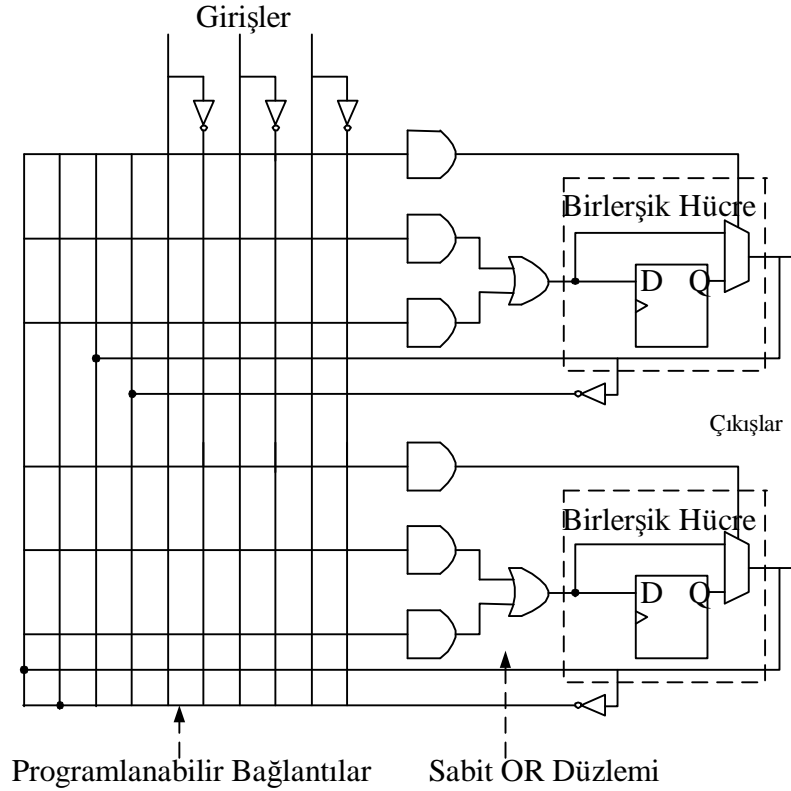 Girişler
Birlerşik Hücre
D Q
Çıkışlar
Birlerşik Hücre
D Q
Programlanabilir Bağlantılar Sabit OR Düzlemi